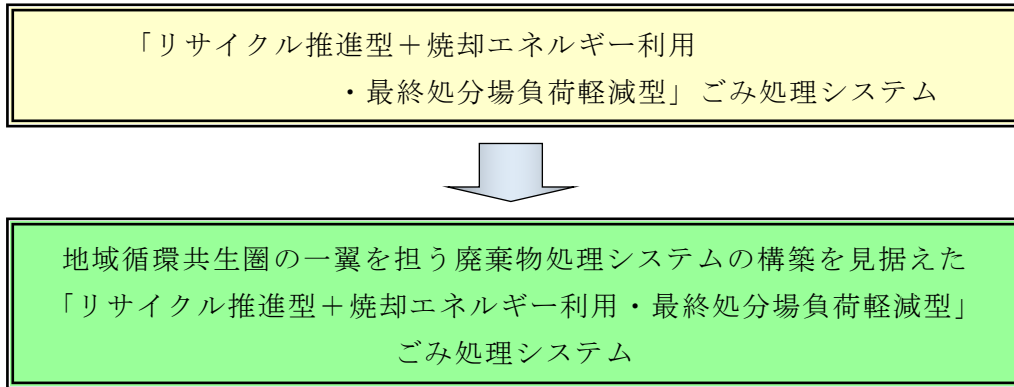 「リサイクル推進型＋焼却エネルギー利用
・最終処分場負荷軽減型」ごみ処理システム
地域循環共生圏の一翼を担う廃棄物処理システムの構築を見据えた
「リサイクル推進型＋焼却エネルギー利用・最終処分場負荷軽減型」
ごみ処理システム